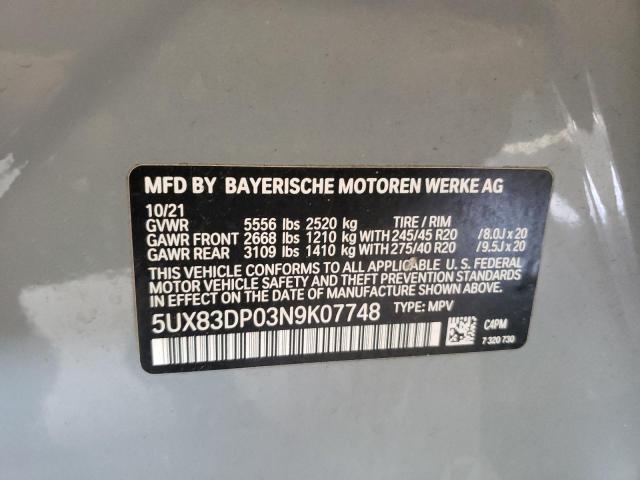 MFD BY BAYERISCHE MOTOREN WERKE AG
10/21
GVWR 5556 lbs 2520 kg TIRE / RIM
GAWR FRONT 2668 lbs 1210 kg WITH 245/45 R20 /8.0J x 20
GAWR REAR 3109 lbs 1410 kg WITH 275/40 R20 /9.5J x 20
THIS VEHICLE CONFORMS TO ALL APPLICABLE U. S. FEDERAL
MOTOR VEHICLE SAFETY, BUMPER, AND THEFT PREVENTION STANDARDS
IN EFFECT ON THE DATE OF MANUFACTURE SHOWN ABOVE.
5UX83DP03N9K07748 TYPE: MPV
C4PM
7 320 730